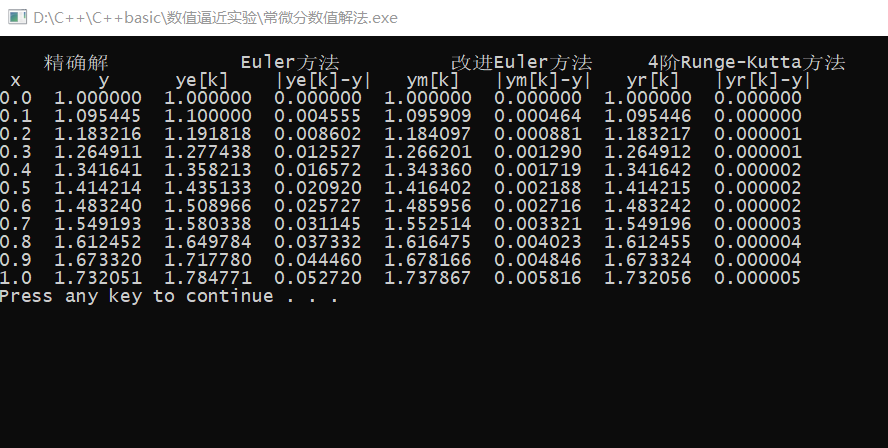 D:\C++\C++basic\数值逼近实验\常微分数值解法.exe
精确解 Euler方法 改进Euler方法 4阶Runge-Kutta方法
x y ye[k] |ye[k]-y| ym[k] |ym[k]-y| yr[k] |yr[k]-y|
0.0 1.000000 1.000000 0.000000 1.000000 0.000000 1.000000 0.000000
0.1 1.095445 1.100000 0.004555 1.095909 0.000464 1.095446 0.000000
0.2 1.183216 1.191818 0.008602 1.184097 0.000881 1.183217 0.000001
0.3 1.264911 1.277438 0.012527 1.266201 0.001290 1.264912 0.000001
0.4 1.341641 1.358213 0.016572 1.343360 0.001719 1.341642 0.000002
0.5 1.414214 1.435133 0.020920 1.416402 0.002188 1.414215 0.000002
0.6 1.483240 1.508966 0.025727 1.485956 0.002716 1.483242 0.000002
0.7 1.549193 1.580338 0.031145 1.552514 0.003321 1.549196 0.000003
0.8 1.612452 1.649784 0.037332 1.616475 0.004023 1.612455 0.000004
0.9 1.673320 1.717780 0.044460 1.678166 0.004846 1.673324 0.000004
1.0 1.732051 1.784771 0.052720 1.737867 0.005816 1.732056 0.000005
Press any key to continue . . .